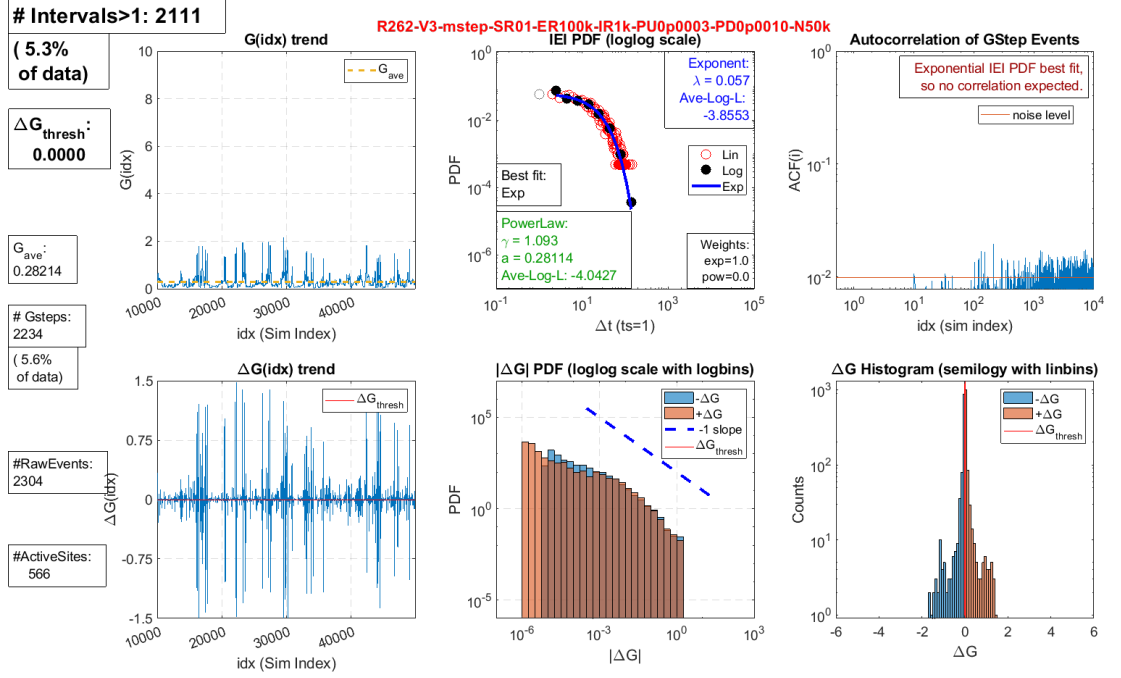 # Intervals>1: 2111
( 5.3%
of data)
ΔG_thresh:
0.0000
G_ave:
0.28214
# Gsteps:
2234
( 5.6%
of data)
#RawEvents:
2304
#ActiveSites:
566
R262-V3-mstep-SR01-ER100k-IR1k-PU0p0003-PD0p0010-N50k
G(idx) trend
G_ave
G(idx)
10
8
6
4
2
0
10000
20000
30000
40000
idx (Sim Index)
IEI PDF (loglog scale)
Exponent:
λ = 0.057
Ave-Log-L:
-3.8553
Lin
Log
Exp
Best fit:
Exp
PowerLaw:
γ = 1.093
a = 0.28114
Ave-Log-L: -4.0427
Weights:
exp=1.0
pow=0.0
PDF
10^0
10^-2
10^-4
10^-6
10^-1
10^1
10^3
10^5
Δt (ts=1)
Autocorrelation of GStep Events
Exponential IEI PDF best fit,
so no correlation expected.
noise level
ACF(i)
10^0
10^-1
10^-2
10^0
10^1
10^2
10^3
10^4
idx (sim index)
ΔG(idx) trend
ΔG_thresh
ΔG(idx)
1.5
0.75
0
-0.75
-1.5
10000
20000
30000
40000
idx (Sim Index)
|ΔG| PDF (loglog scale with logbins)
-ΔG
+ΔG
-1 slope
ΔG_thresh
PDF
10^5
10^0
10^-5
10^-6
10^-3
10^0
10^3
|ΔG|
ΔG Histogram (semilogy with linbins)
-ΔG
+ΔG
ΔG_thresh
Counts
10^3
10^2
10^1
10^0
-6
-4
-2
0
2
4
6
ΔG